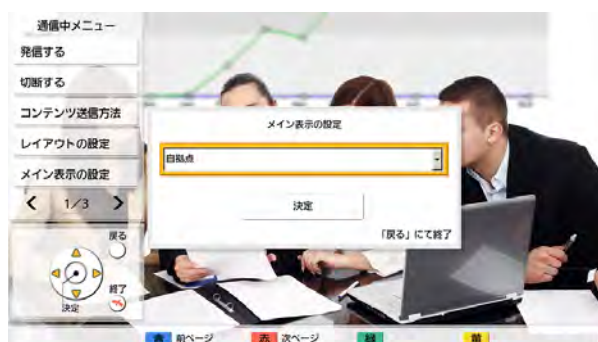 通信中メニュー
発信する
切断する
コンテンツ送信方法
レイアウトの設定
メイン表示の設定
1/3
戻る
終了
決定
メイン表示の設定
自拠点
決定
「戻る」にて終了
青 前ページ
赤 次ページ
緑
黄